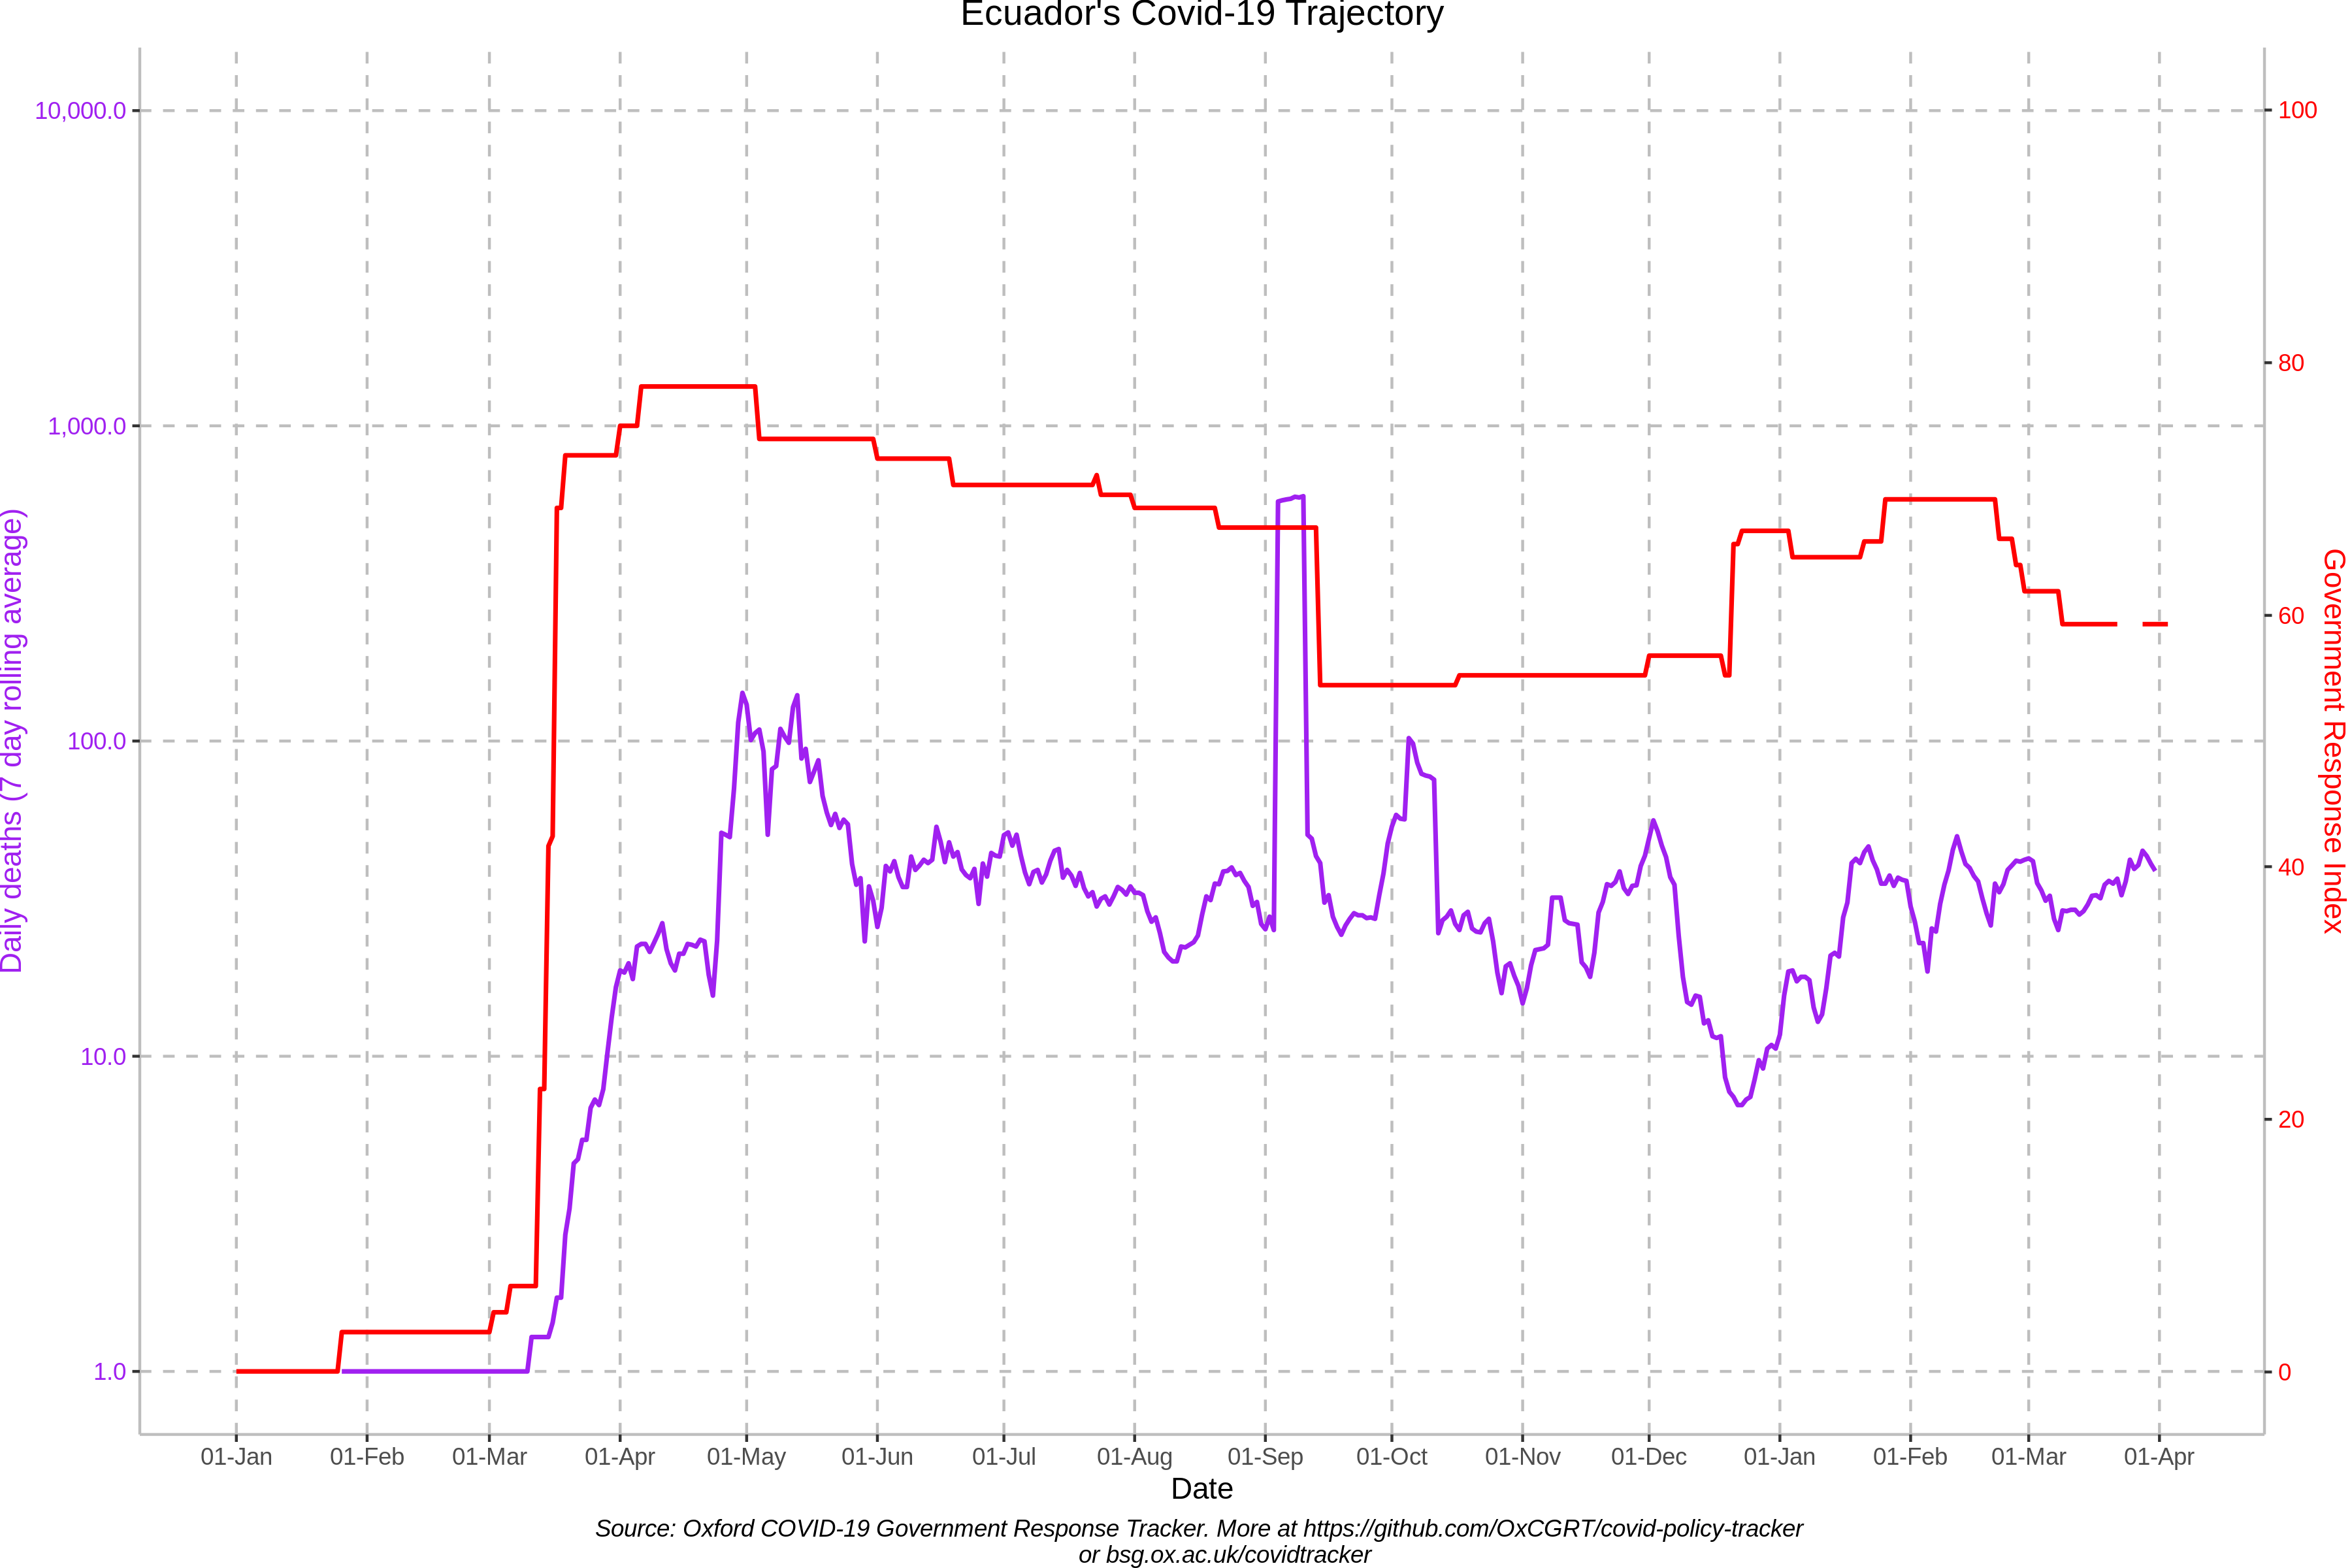 Ecuador's Covid-19 Trajectory
10,000.0
1,000.0
100.0
10.0
1.0
Daily deaths (7 day rolling average)
100
80
60
40
20
0
Government Response Index
01-Jan 01-Feb 01-Mar 01-Apr 01-May 01-Jun 01-Jul 01-Aug 01-Sep 01-Oct 01-Nov 01-Dec 01-Jan 01-Feb 01-Mar 01-Apr
Date
Source: Oxford COVID-19 Government Response Tracker. More at https://github.com/OxCGRT/covid-policy-tracker
or bsg.ox.ac.uk/covidtracker